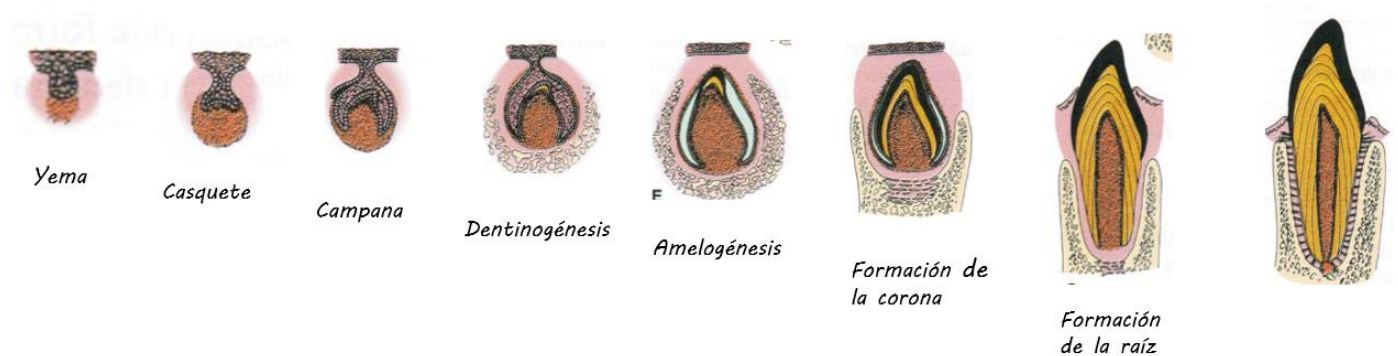 Yema
Casquete
Campana
Dentinogénesis
Amelogénesis
Formación de
la corona
Formación
de la raíz